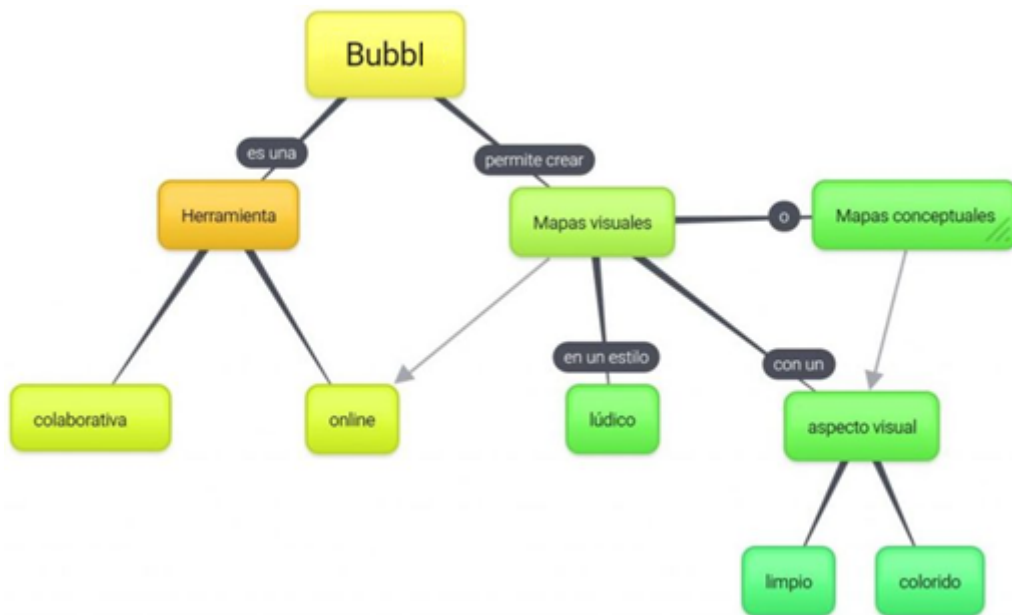 Bubbl
es una
permite crear
Herramienta
Mapas visuales
o
Mapas conceptuales
en un estilo
con un
colaborativa
online
lúdico
aspecto visual
limpio
colorido